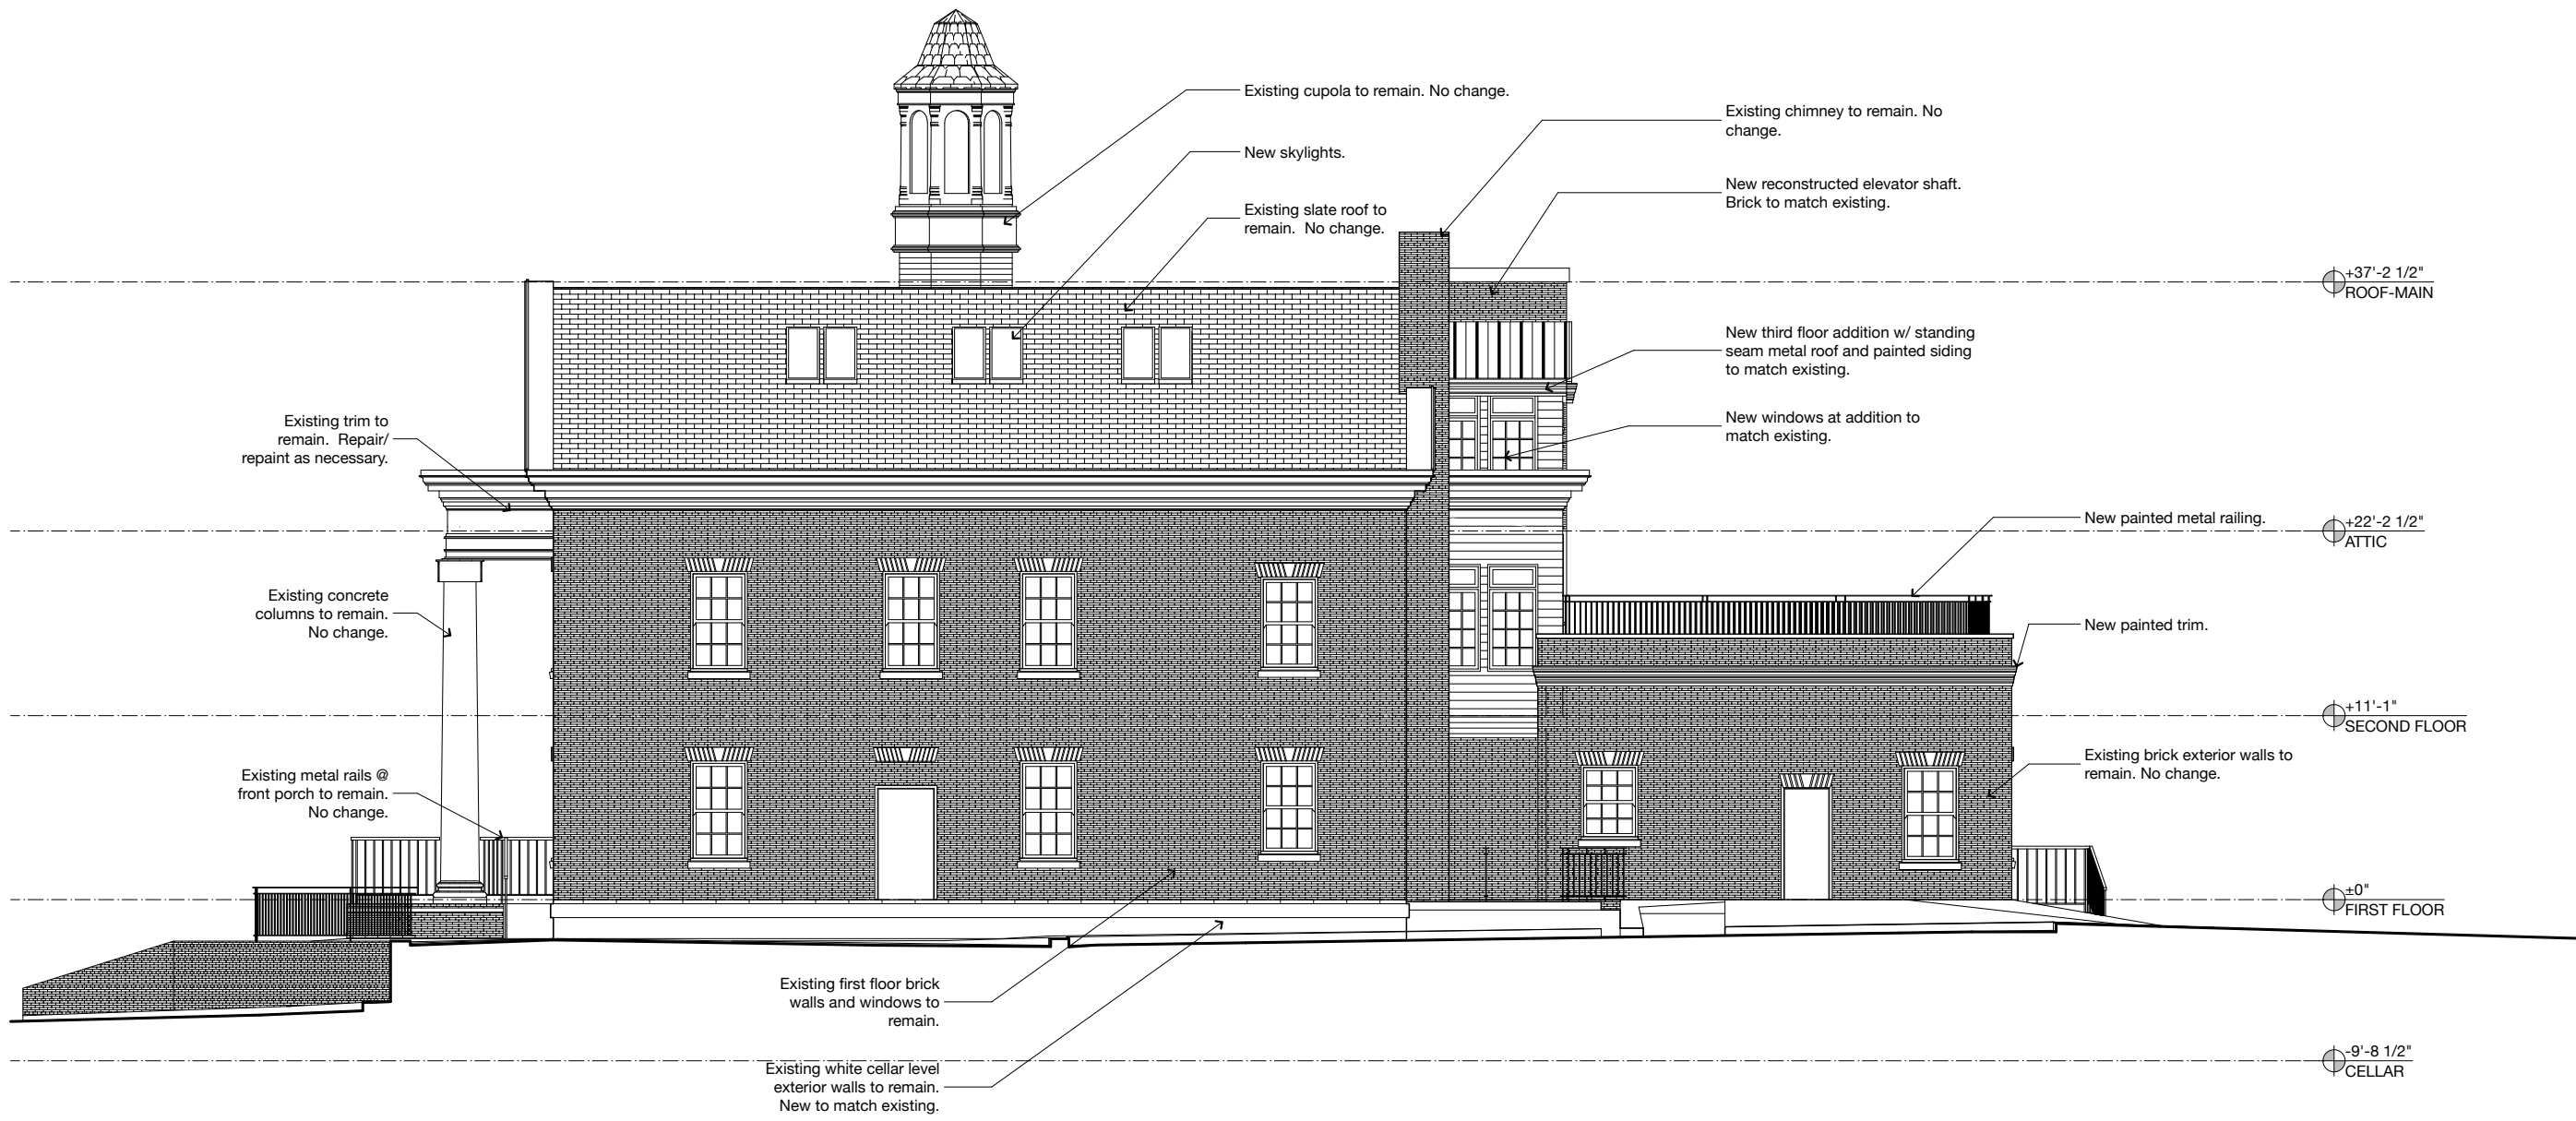 Existing cupola to remain. No change.
Existing chimney to remain. No
change.
New skylights.
New reconstructed elevator shaft.
Brick to match existing.
Existing slate roof to
remain.  No change.
+37'-2 1/2"
ROOF-MAIN
New third floor addition w/ standing
seam metal roof and painted siding
to match existing.
Existing trim to
remain.  Repair/
repaint as necessary.
New windows at addition to
match existing.
New painted metal railing.
+22'-2 1/2"
ATTIC
Existing concrete
columns to remain.
No change.
New painted trim.
+11'-1"
SECOND FLOOR
Existing metal rails @
front porch to remain.
No change.
Existing brick exterior walls to
remain. No change.
±0"
FIRST FLOOR
Existing first floor brick
walls and windows to
remain.
Existing white cellar level
exterior walls to remain.
New to match existing.
-9'-8 1/2"
CELLAR